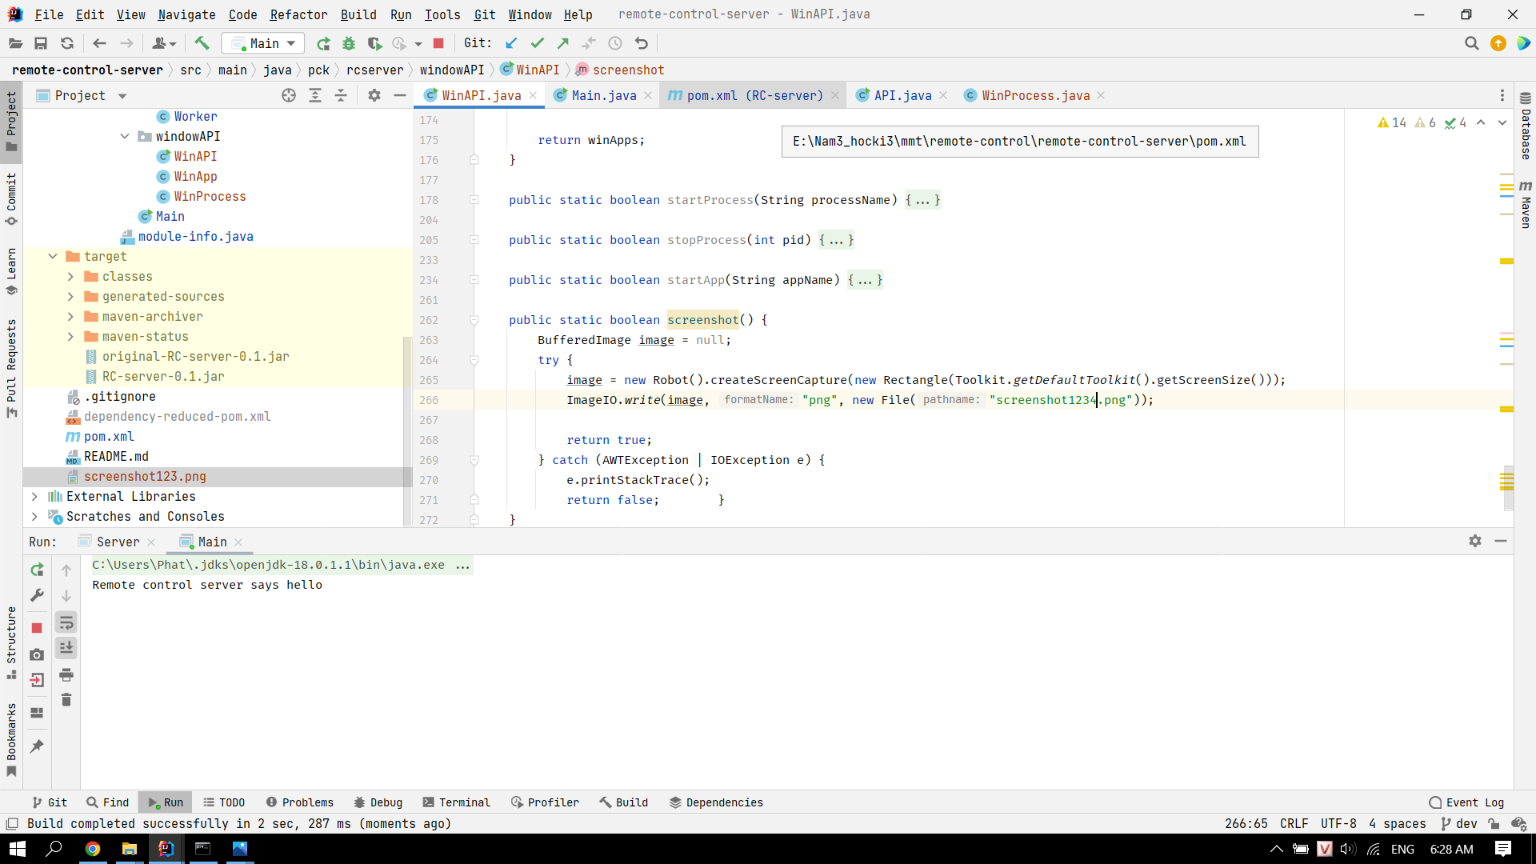 File Edit View Navigate Code Refactor Build Run Tools Git Window Help remote-control-server - WinAPI.java
Main Git:
remote-control-server src main java pck rcserver windowAPI WinAPI screenshot
Project WinAPI.java Main.java pom.xml (RC-server) API.java WinProcess.java
Worker
windowAPI
WinAPI
WinApp
WinProcess
Main
module-info.java
target
classes
generated-sources
maven-archiver
maven-status
original-RC-server-0.1.jar
RC-server-0.1.jar
.gitignore
dependency-reduced-pom.xml
pom.xml
README.md
screenshot123.png
External Libraries
Scratches and Consoles
14 6 4
E:\Nam3_hocki3\mmt\remote-control\remote-control-server\pom.xml
174
175 return winApps;
176 }
177
178 public static boolean startProcess(String processName) {...}
204
205 public static boolean stopProcess(int pid) {...}
233
234 public static boolean startApp(String appName) {...}
261
262 public static boolean screenshot() {
263 BufferedImage image = null;
264 try {
265 image = new Robot().createScreenCapture(new Rectangle(Toolkit.getDefaultToolkit().getScreenSize()));
266 ImageIO.write(image, formatName: "png", new File( pathname: "screenshot1234.png"));
267
268 return true;
269 } catch (AWTException | IOException e) {
270 e.printStackTrace();
271 return false; }
272 }
Project
Commit
Learn
Pull Requests
Structure
Bookmarks
Database
Maven
Run: Server Main
C:\Users\Phat\.jdks\openjdk-18.0.1.1\bin\java.exe ...
Remote control server says hello
Git Find Run TODO Problems Debug Terminal Profiler Build Dependencies Event Log
Build completed successfully in 2 sec, 287 ms (moments ago) 266:65 CRLF UTF-8 4 spaces dev
V ENG 6:28 AM